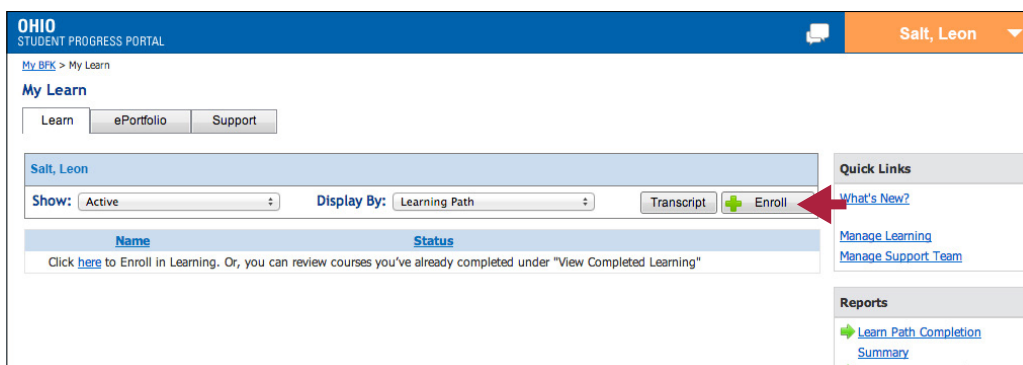 OHIO
STUDENT PROGRESS PORTAL
Salt, Leon
My BFK > My Learn
My Learn
Learn ePortfolio Support
Salt, Leon
Show: Active Display By: Learning Path Transcript Enroll
Name Status
Click here to Enroll in Learning. Or, you can review courses you've already completed under "View Completed Learning"
Quick Links
What's New?
Manage Learning
Manage Support Team
Reports
Learn Path Completion
Summary